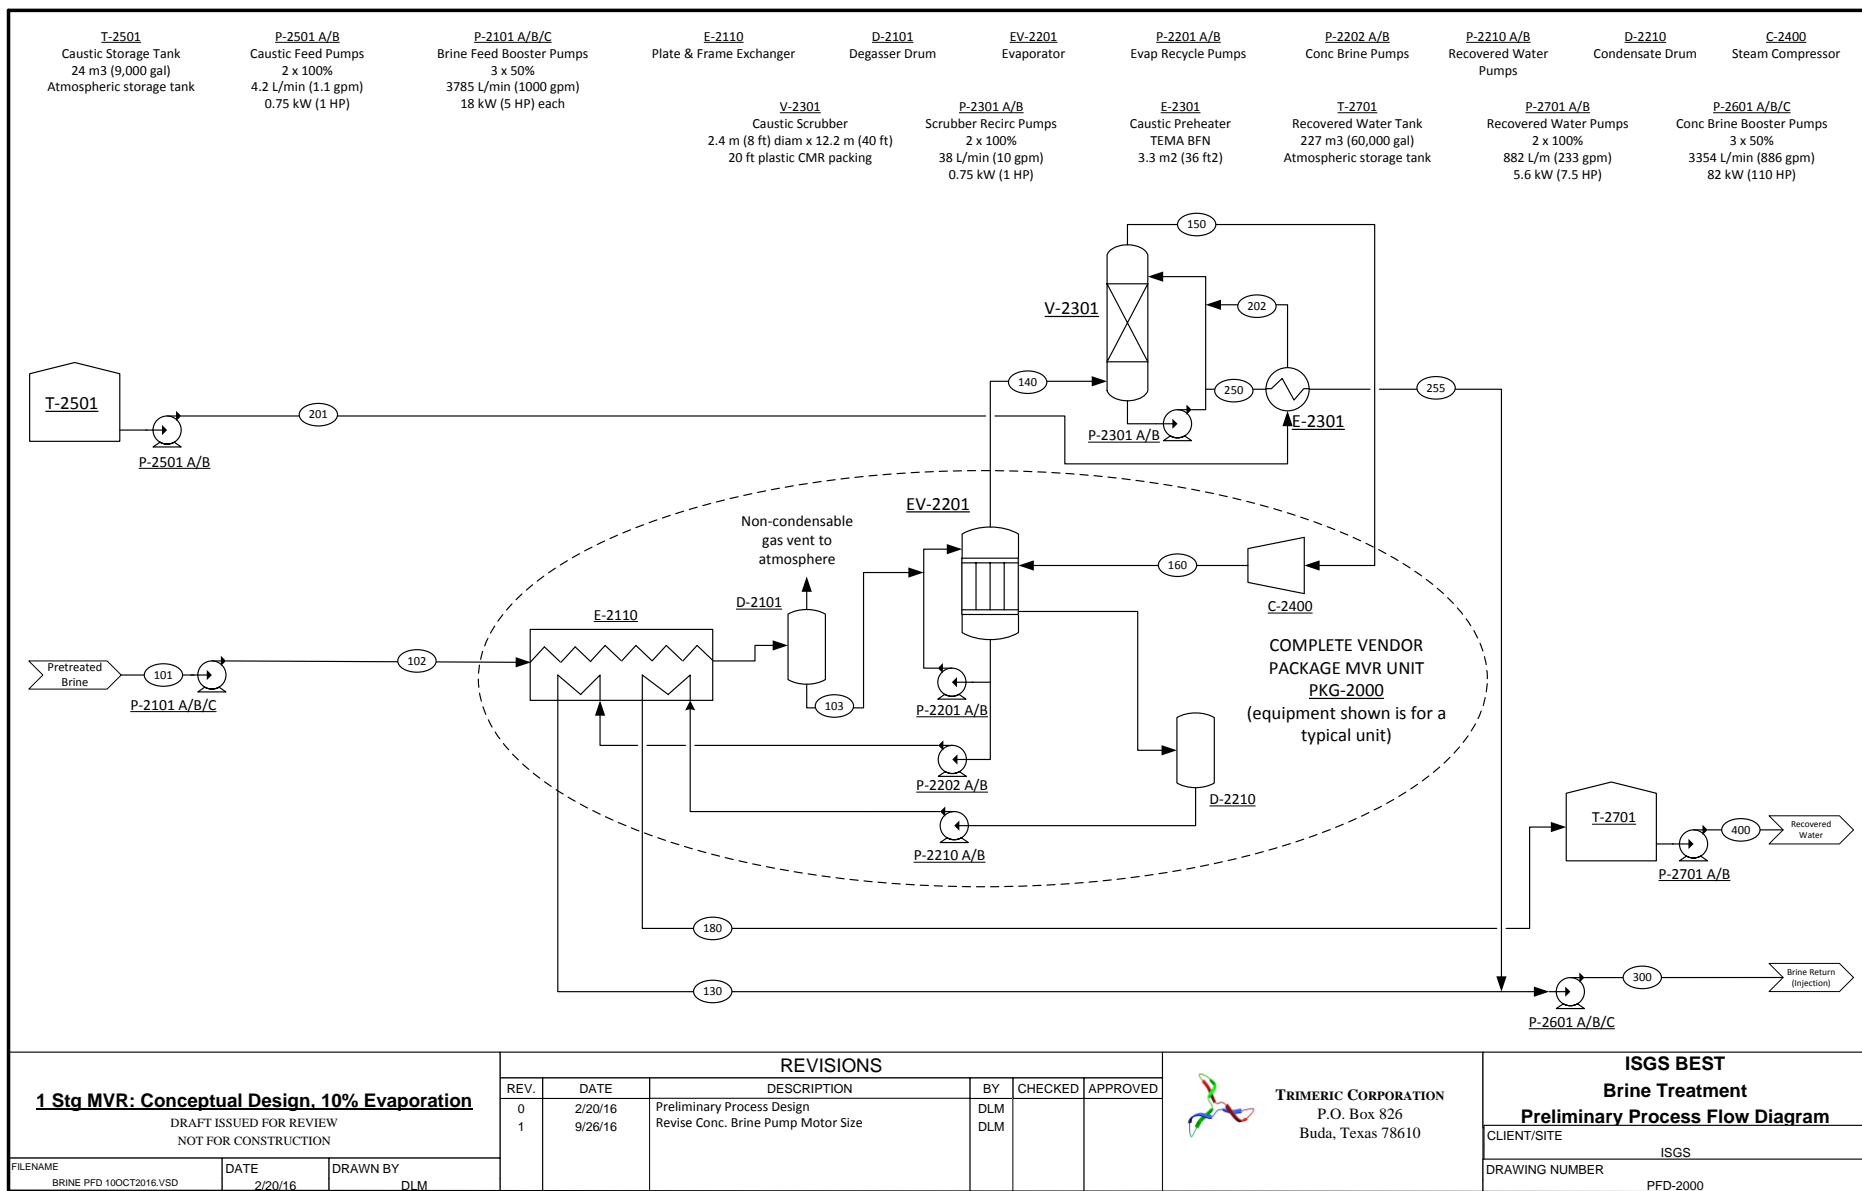 T-2501
Caustic Storage Tank
24 m3 (9,000 gal)
Atmospheric storage tank
P-2501 A/B
Caustic Feed Pumps
2 x 100%
4.2 L/min (1.1 gpm)
0.75 kW (1 HP)
P-2101 A/B/C
Brine Feed Booster Pumps
3 x 50%
3785 L/min (1000 gpm)
18 kW (5 HP) each
E-2110
Plate & Frame Exchanger
D-2101
Degasser Drum
EV-2201
Evaporator
P-2201 A/B
Evap Recycle Pumps
P-2202 A/B
Conc Brine Pumps
P-2210 A/B
Recovered Water
Pumps
D-2210
Condensate Drum
C-2400
Steam Compressor
V-2301
Caustic Scrubber
2.4 m (8 ft) diam x 12.2 m (40 ft)
20 ft plastic CMR packing
P-2301 A/B
Scrubber Recirc Pumps
2 x 100%
38 L/min (10 gpm)
0.75 kW (1 HP)
E-2301
Caustic Preheater
TEMA BFN
3.3 m2 (36 ft2)
T-2701
Recovered Water Tank
227 m3 (60,000 gal)
Atmospheric storage tank
P-2701 A/B
Recovered Water Pumps
2 x 100%
882 L/m (233 gpm)
5.6 kW (7.5 HP)
P-2601 A/B/C
Conc Brine Booster Pumps
3 x 50%
3354 L/min (886 gpm)
82 kW (110 HP)
150
V-2301
202
140
250
255
T-2501
201
E-2301
P-2301 A/B
P-2501 A/B
EV-2201
Non-condensable
gas vent to
atmosphere
160
D-2101
C-2400
E-2110
COMPLETE VENDOR
PACKAGE MVR UNIT
PKG-2000
(equipment shown is for a
typical unit)
Pretreated
Brine
101
102
P-2101 A/B/C
103
P-2201 A/B
P-2202 A/B
D-2210
P-2210 A/B
T-2701
400
Recovered
Water
P-2701 A/B
180
130
300
Brine Return
(Injection)
P-2601 A/B/C
1 Stg MVR: Conceptual Design, 10% Evaporation
DRAFT ISSUED FOR REVIEW
NOT FOR CONSTRUCTION
FILENAME
BRINE PFD 10OCT2016.VSD
DATE
2/20/16
DRAWN BY
DLM
REVISIONS
REV. DATE DESCRIPTION BY CHECKED APPROVED
0 2/20/16 Preliminary Process Design DLM
1 9/26/16 Revise Conc. Brine Pump Motor Size DLM
TRIMERIC CORPORATION
P.O. Box 826
Buda, Texas 78610
ISGS BEST
Brine Treatment
Preliminary Process Flow Diagram
CLIENT/SITE
ISGS
DRAWING NUMBER
PFD-2000